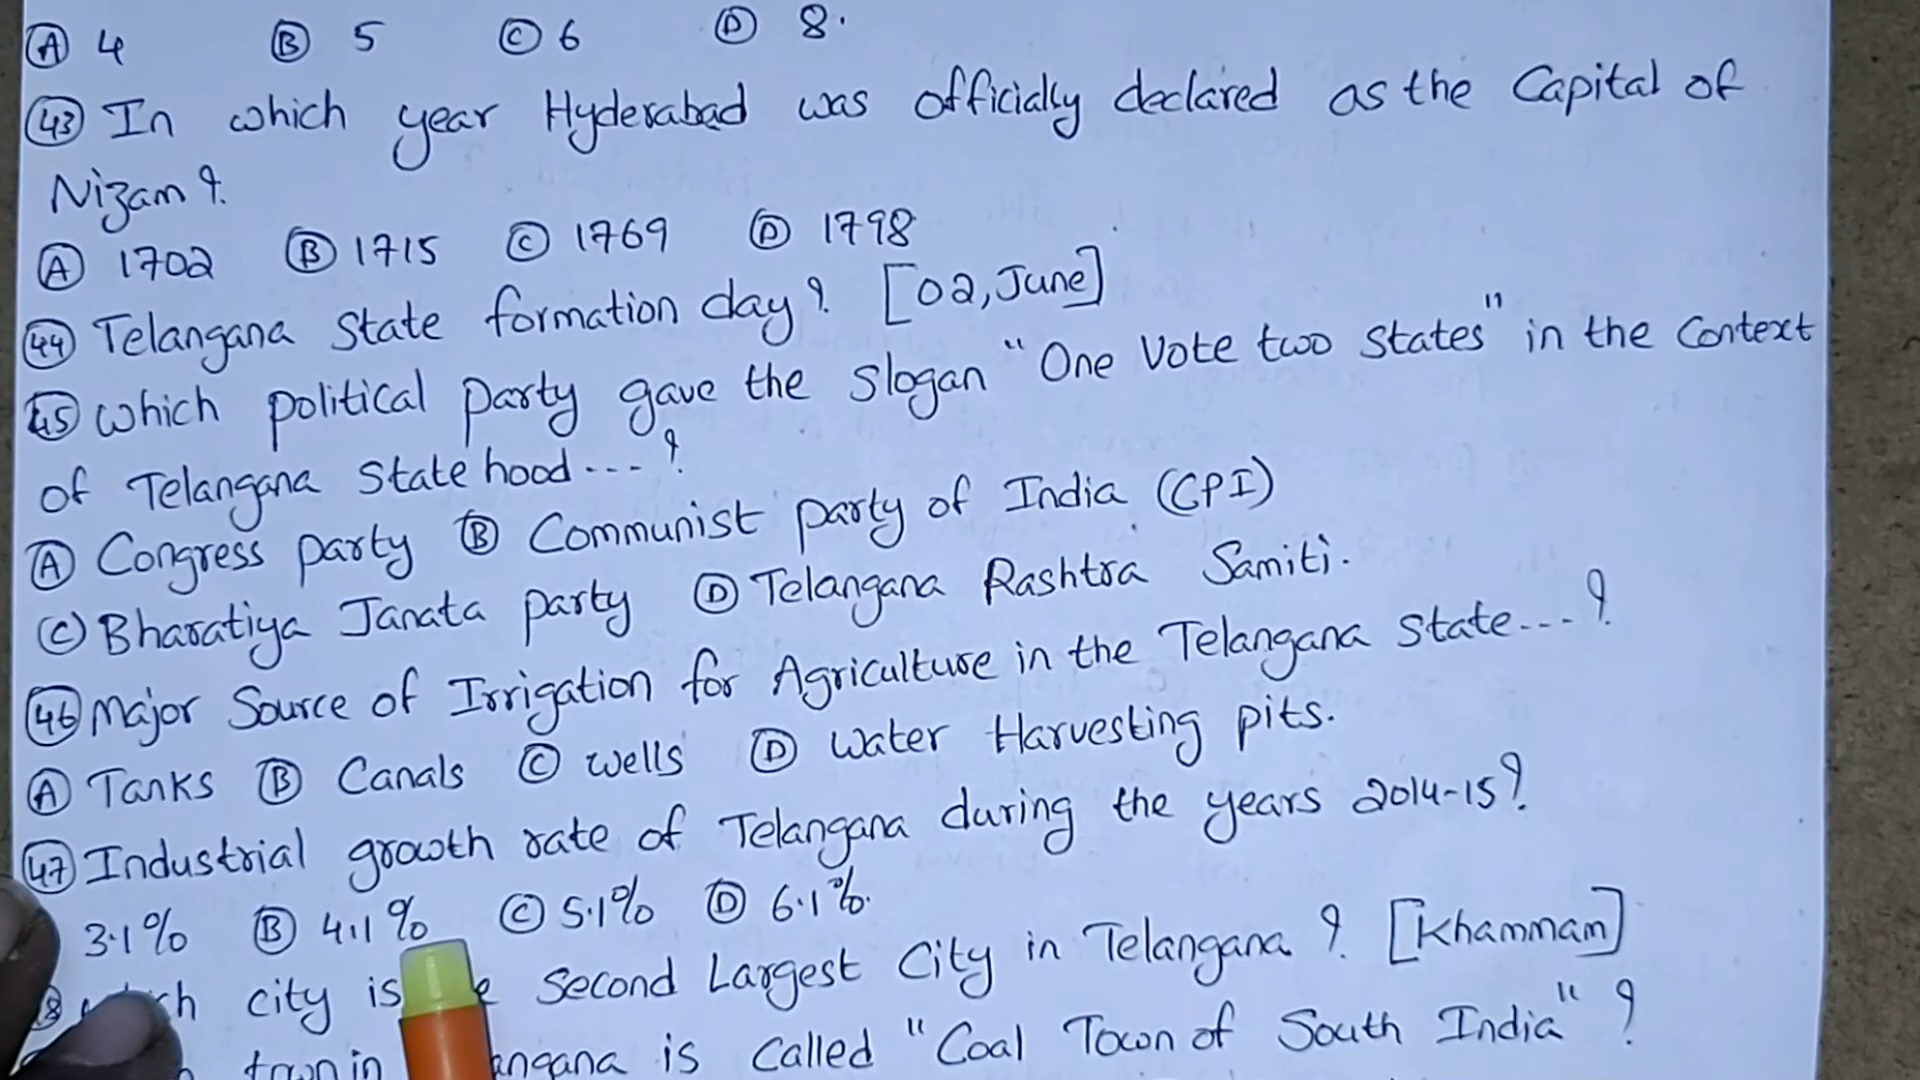 Ⓐ 4 Ⓑ 5 Ⓒ 6 Ⓓ 8.
㊸ In which year Hyderabad was officially declared as the Capital of
Nizam?
Ⓐ 1702 Ⓑ 1715 Ⓒ 1769 Ⓓ 1798
㊹ Telangana State formation day? [02, June]
㊺ Which political party gave the slogan "One Vote two states" in the Context
of Telangana State hood ---?
Ⓐ Congress party Ⓑ Communist party of India (CPI)
Ⓒ Bharatiya Janata party Ⓓ Telangana Rashtra Samiti.
㊻ Major Source of Irrigation for Agriculture in the Telangana state---?
Ⓐ Tanks Ⓑ Canals Ⓒ wells Ⓓ Water Harvesting pits.
㊼ Industrial growth rate of Telangana during the years 2014-15?
3.1% Ⓑ 4.1% Ⓒ 5.1% Ⓓ 6.1%.
city is Second Largest City in Telangana? [Khammam]
town in is called "Coal Town of South India"?